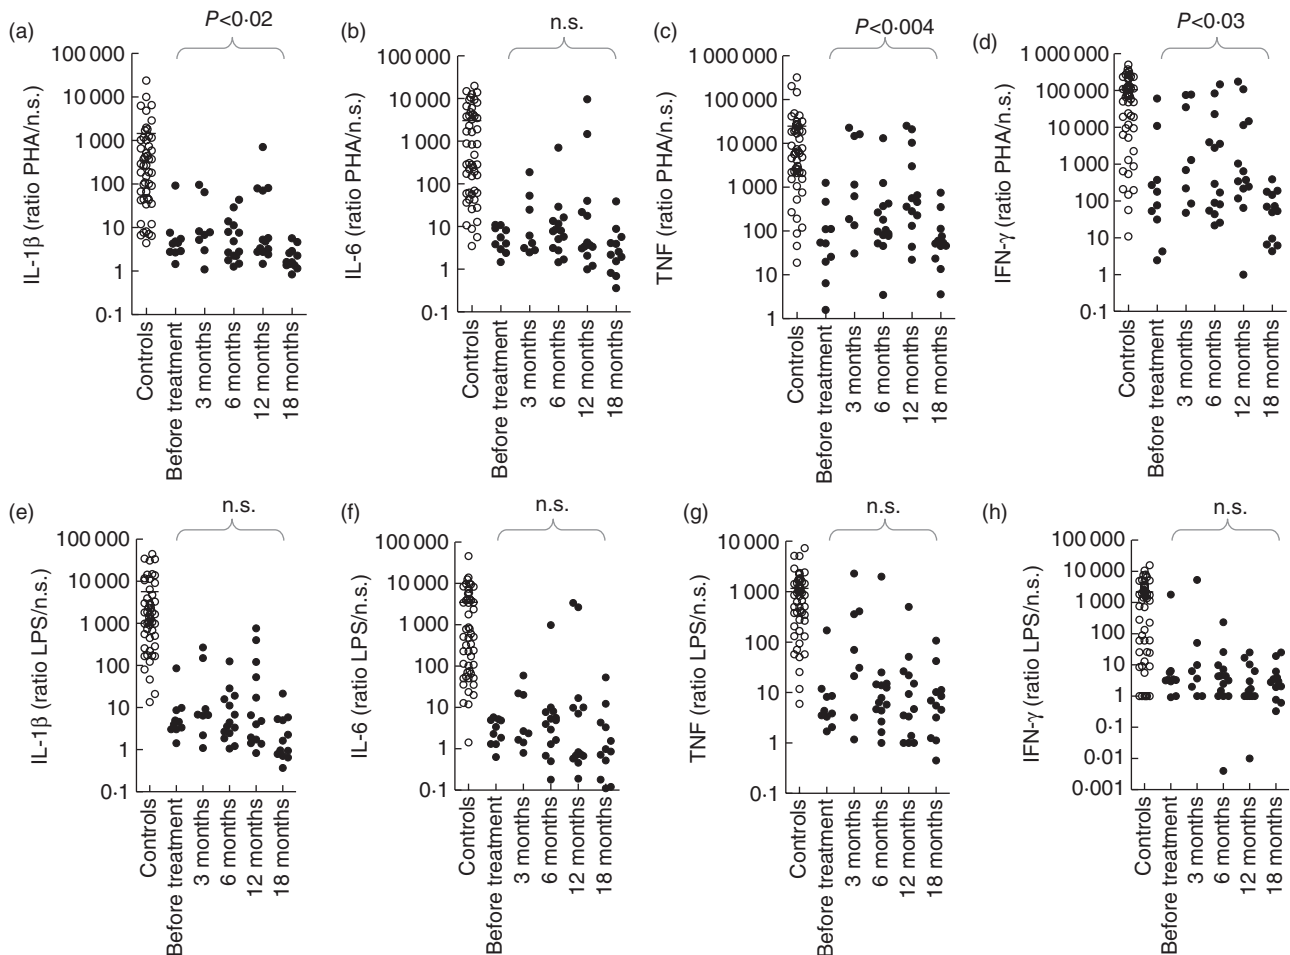 (a)
P<0·02
IL-1β (ratio PHA/n.s.)
100 000
10 000
1000
100
10
1
0·1
Controls
Before treatment
3 months
6 months
12 months
18 months
(b)
n.s.
IL-6 (ratio PHA/n.s.)
100 000
10 000
1 000
100
10
1
0·1
Controls
Before treatment
3 months
6 months
12 months
18 months
(c)
P<0·004
TNF (ratio PHA/n.s.)
1 000 000
100 000
10 000
1 000
100
10
1
Controls
Before treatment
3 months
6 months
12 months
18 months
(d)
P<0·03
IFN-γ (ratio PHA/n.s.)
1 000 000
100 000
10 000
1000
100
10
1
0·1
Controls
Before treatment
3 months
6 months
12 months
18 months
(e)
n.s.
IL-1β (ratio LPS/n.s.)
100 000
10 000
1 000
100
10
1
0·1
Controls
Before treatment
3 months
6 months
12 months
18 months
(f)
n.s.
IL-6 (ratio LPS/n.s.)
100 000
10 000
1 000
100
10
1
0·1
Controls
Before treatment
3 months
6 months
12 months
18 months
(g)
n.s.
TNF (ratio LPS/n.s.)
10 000
1 000
100
10
1
0·1
Controls
Before treatment
3 months
6 months
12 months
18 months
(h)
n.s.
IFN-γ (ratio LPS/n.s.)
100 000
10 000
1000
100
10
1
0·1
0·01
0·001
Controls
Before treatment
3 months
6 months
12 months
18 months